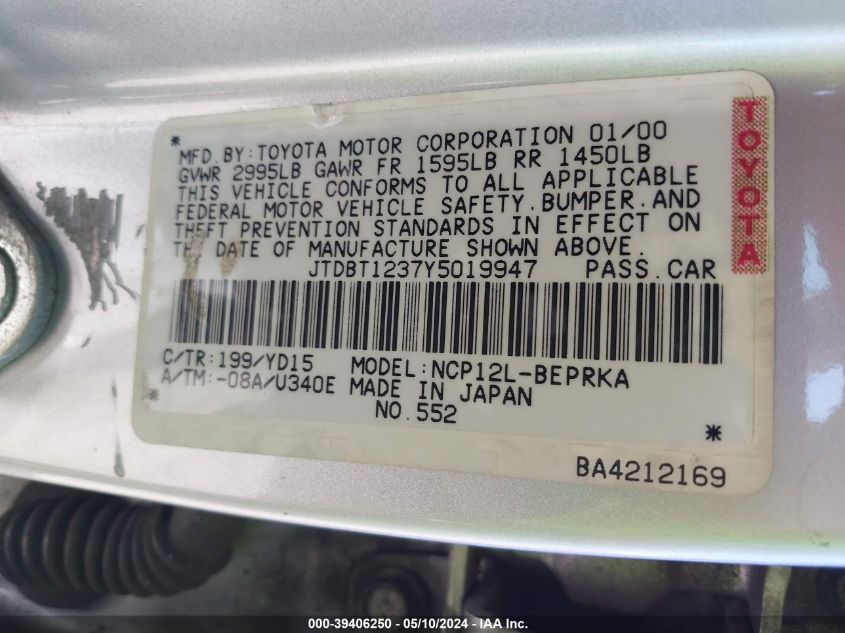 * MFD.BY:TOYOTA MOTOR CORPORATION 01/00
GVWR 2995LB GAWR FR 1595LB RR 1450LB
THIS VEHICLE CONFORMS TO ALL APPLICABLE
FEDERAL MOTOR VEHICLE SAFETY,BUMPER,AND
THEFT PREVENTION STANDARDS IN EFFECT ON
THE DATE OF MANUFACTURE SHOWN ABOVE.
JTDBT1237Y5019947 PASS.CAR
TOYOTA
C/TR:199/YD15 MODEL:NCP12L-BEPRKA
A/TM:-08A/U340E MADE IN JAPAN
* NO.552 *
BA4212169
000-39406250 - 05/10/2024 - IAA Inc.